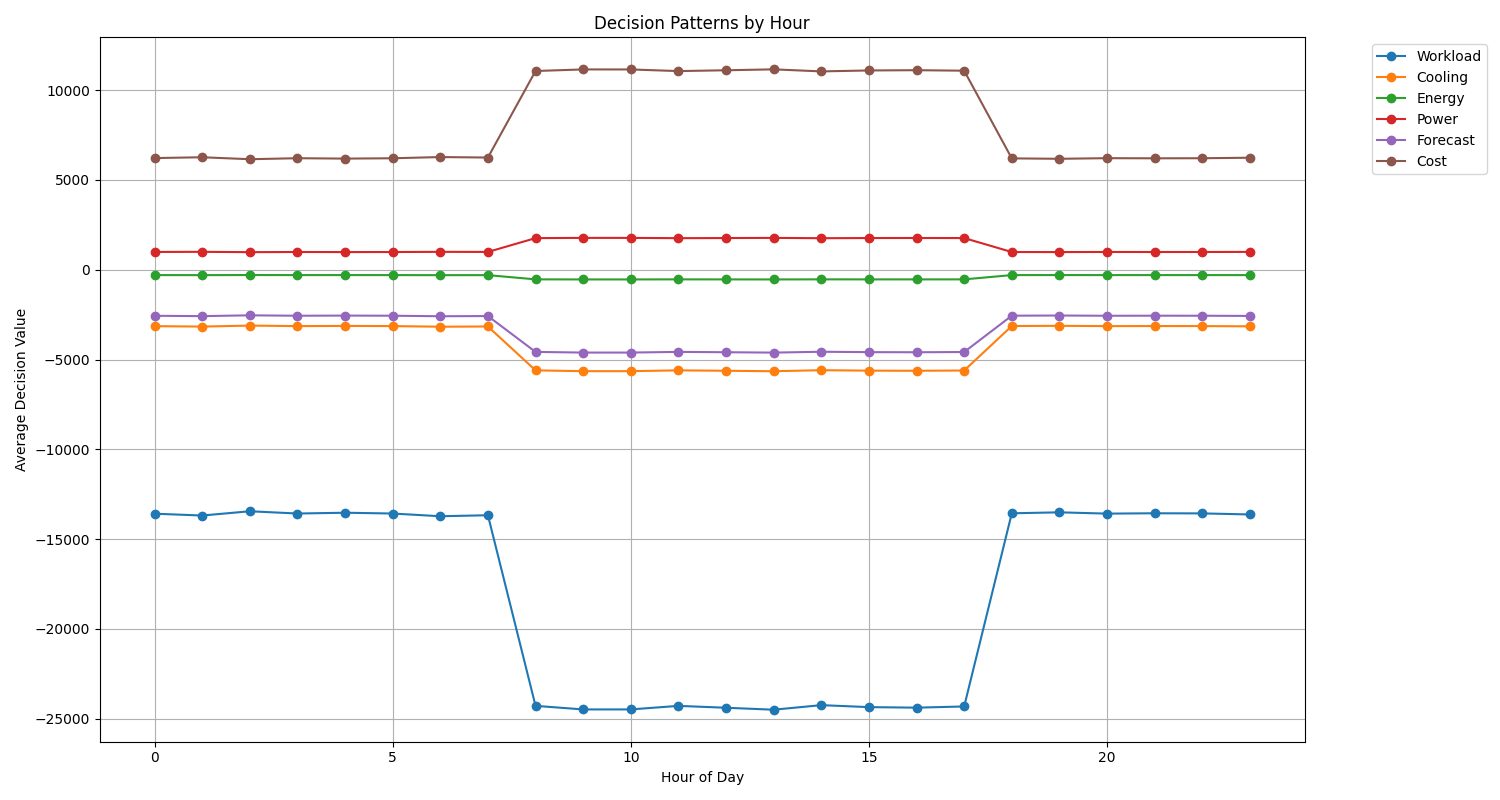 Decision Patterns by Hour
Average Decision Value
10000
5000
0
−5000
−10000
−15000
−20000
−25000
0 5 10 15 20
Hour of Day
Workload
Cooling
Energy
Power
Forecast
Cost